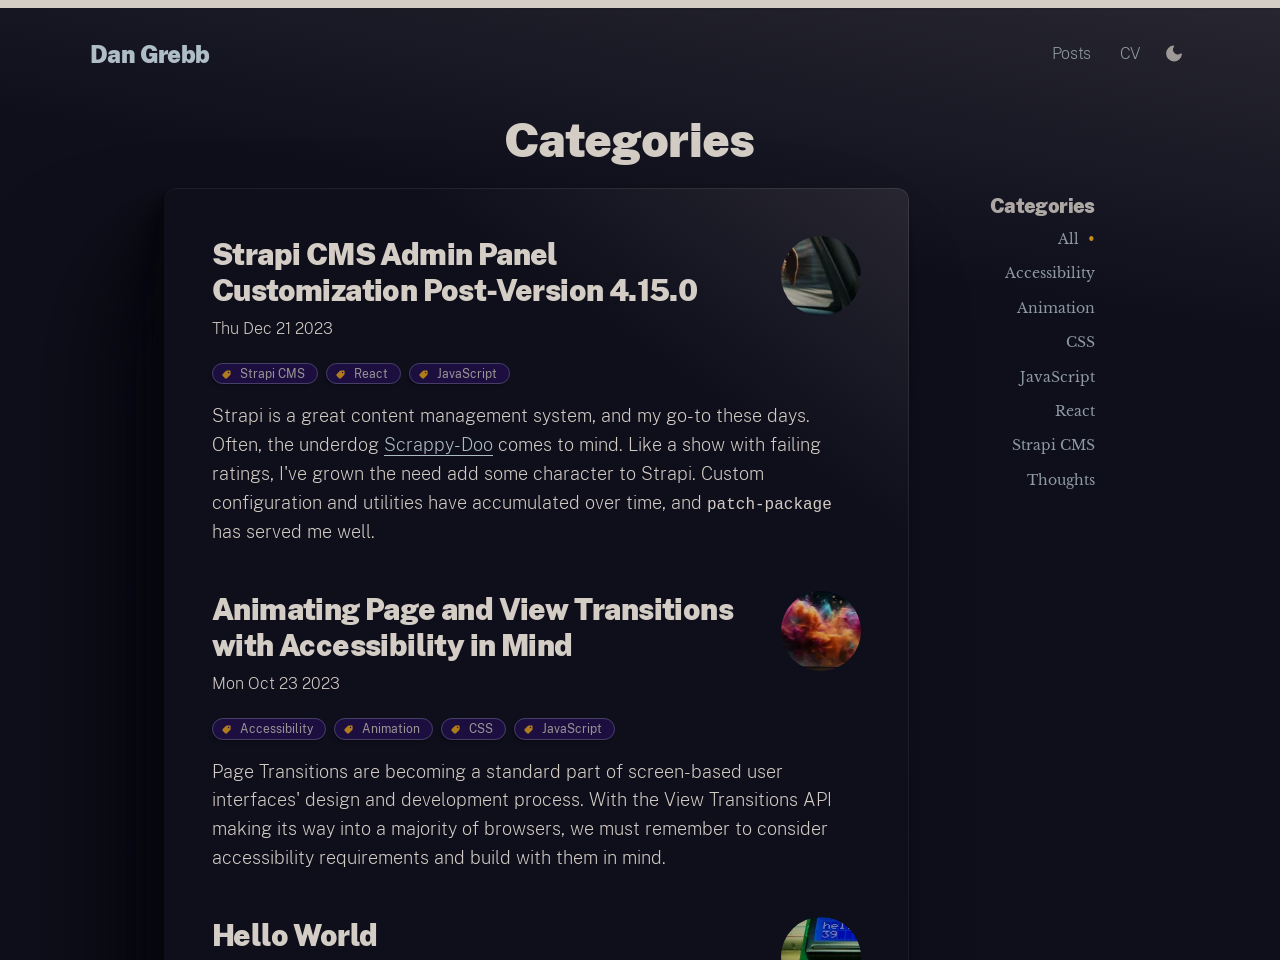 Dan Grebb
Posts
CV
Categories
Strapi CMS Admin Panel
Customization Post-Version 4.15.0
Thu Dec 21 2023
Strapi CMS
React
JavaScript
Strapi is a great content management system, and my go-to these days.
Often, the underdog Scrappy-Doo comes to mind. Like a show with failing
ratings, I've grown the need add some character to Strapi. Custom
configuration and utilities have accumulated over time, and patch-package
has served me well.
Animating Page and View Transitions
with Accessibility in Mind
Mon Oct 23 2023
Accessibility
Animation
CSS
JavaScript
Page Transitions are becoming a standard part of screen-based user
interfaces' design and development process. With the View Transitions API
making its way into a majority of browsers, we must remember to consider
accessibility requirements and build with them in mind.
Hello World
Categories
All •
Accessibility
Animation
CSS
JavaScript
React
Strapi CMS
Thoughts